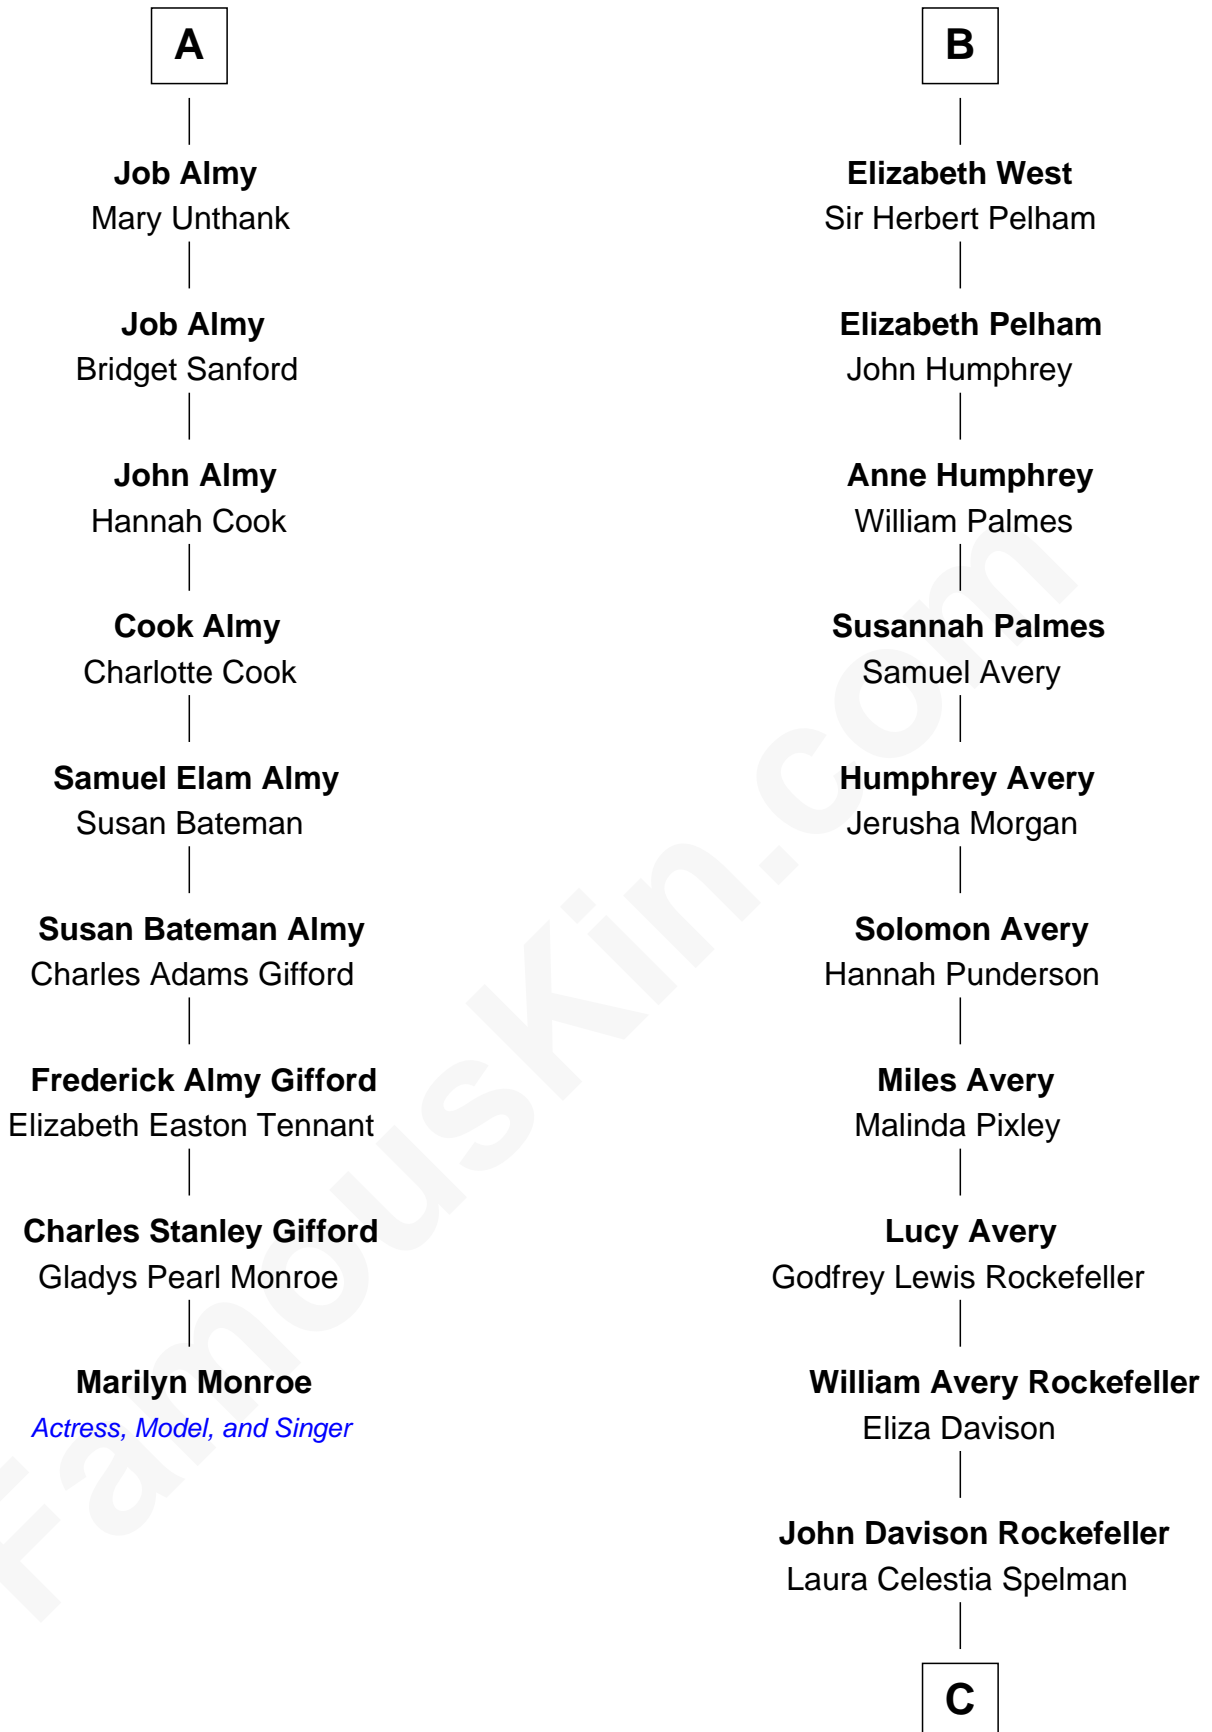 A
Job Almy
Mary Unthank
Job Almy
Bridget Sanford
John Almy
Hannah Cook
Cook Almy
Charlotte Cook
Samuel Elam Almy
Susan Bateman
Susan Bateman Almy
Charles Adams Gifford
Frederick Almy Gifford
Elizabeth Easton Tennant
Charles Stanley Gifford
Gladys Pearl Monroe
Marilyn Monroe
Actress, Model, and Singer
B
Elizabeth West
Sir Herbert Pelham
Elizabeth Pelham
John Humphrey
Anne Humphrey
William Palmes
Susannah Palmes
Samuel Avery
Humphrey Avery
Jerusha Morgan
Solomon Avery
Hannah Punderson
Miles Avery
Malinda Pixley
Lucy Avery
Godfrey Lewis Rockefeller
William Avery Rockefeller
Eliza Davison
John Davison Rockefeller
Laura Celestia Spelman
C
FamousKin.com